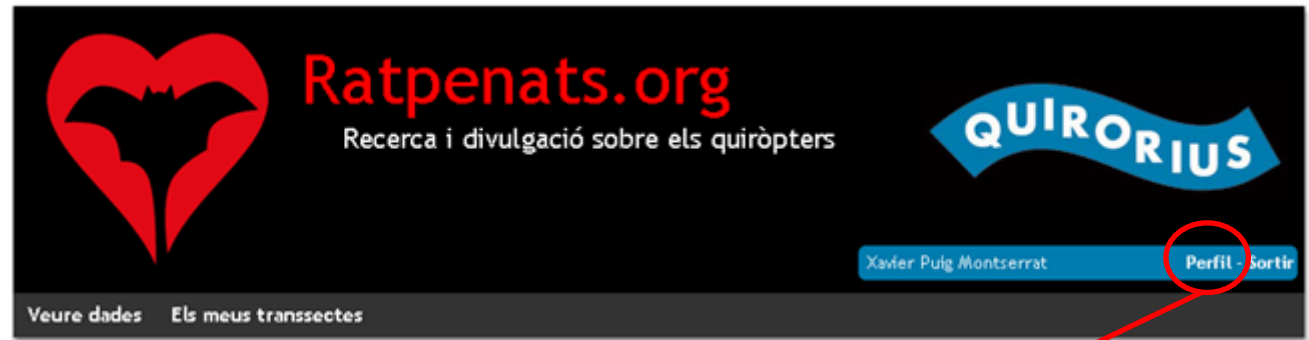 Ratpenats.org
Recerca i divulgació sobre els quiròpters
QUIRORIUS
Xavier Puig Montserrat Perfil - Sortir
Veure dades Els meus transsectes